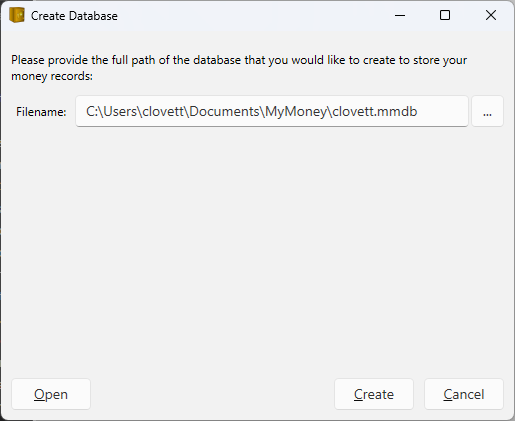 Create Database
Please provide the full path of the database that you would like to create to store your
money records:
Filename: C:\Users\clovett\Documents\MyMoney\clovett.mmdb ...
Open Create Cancel